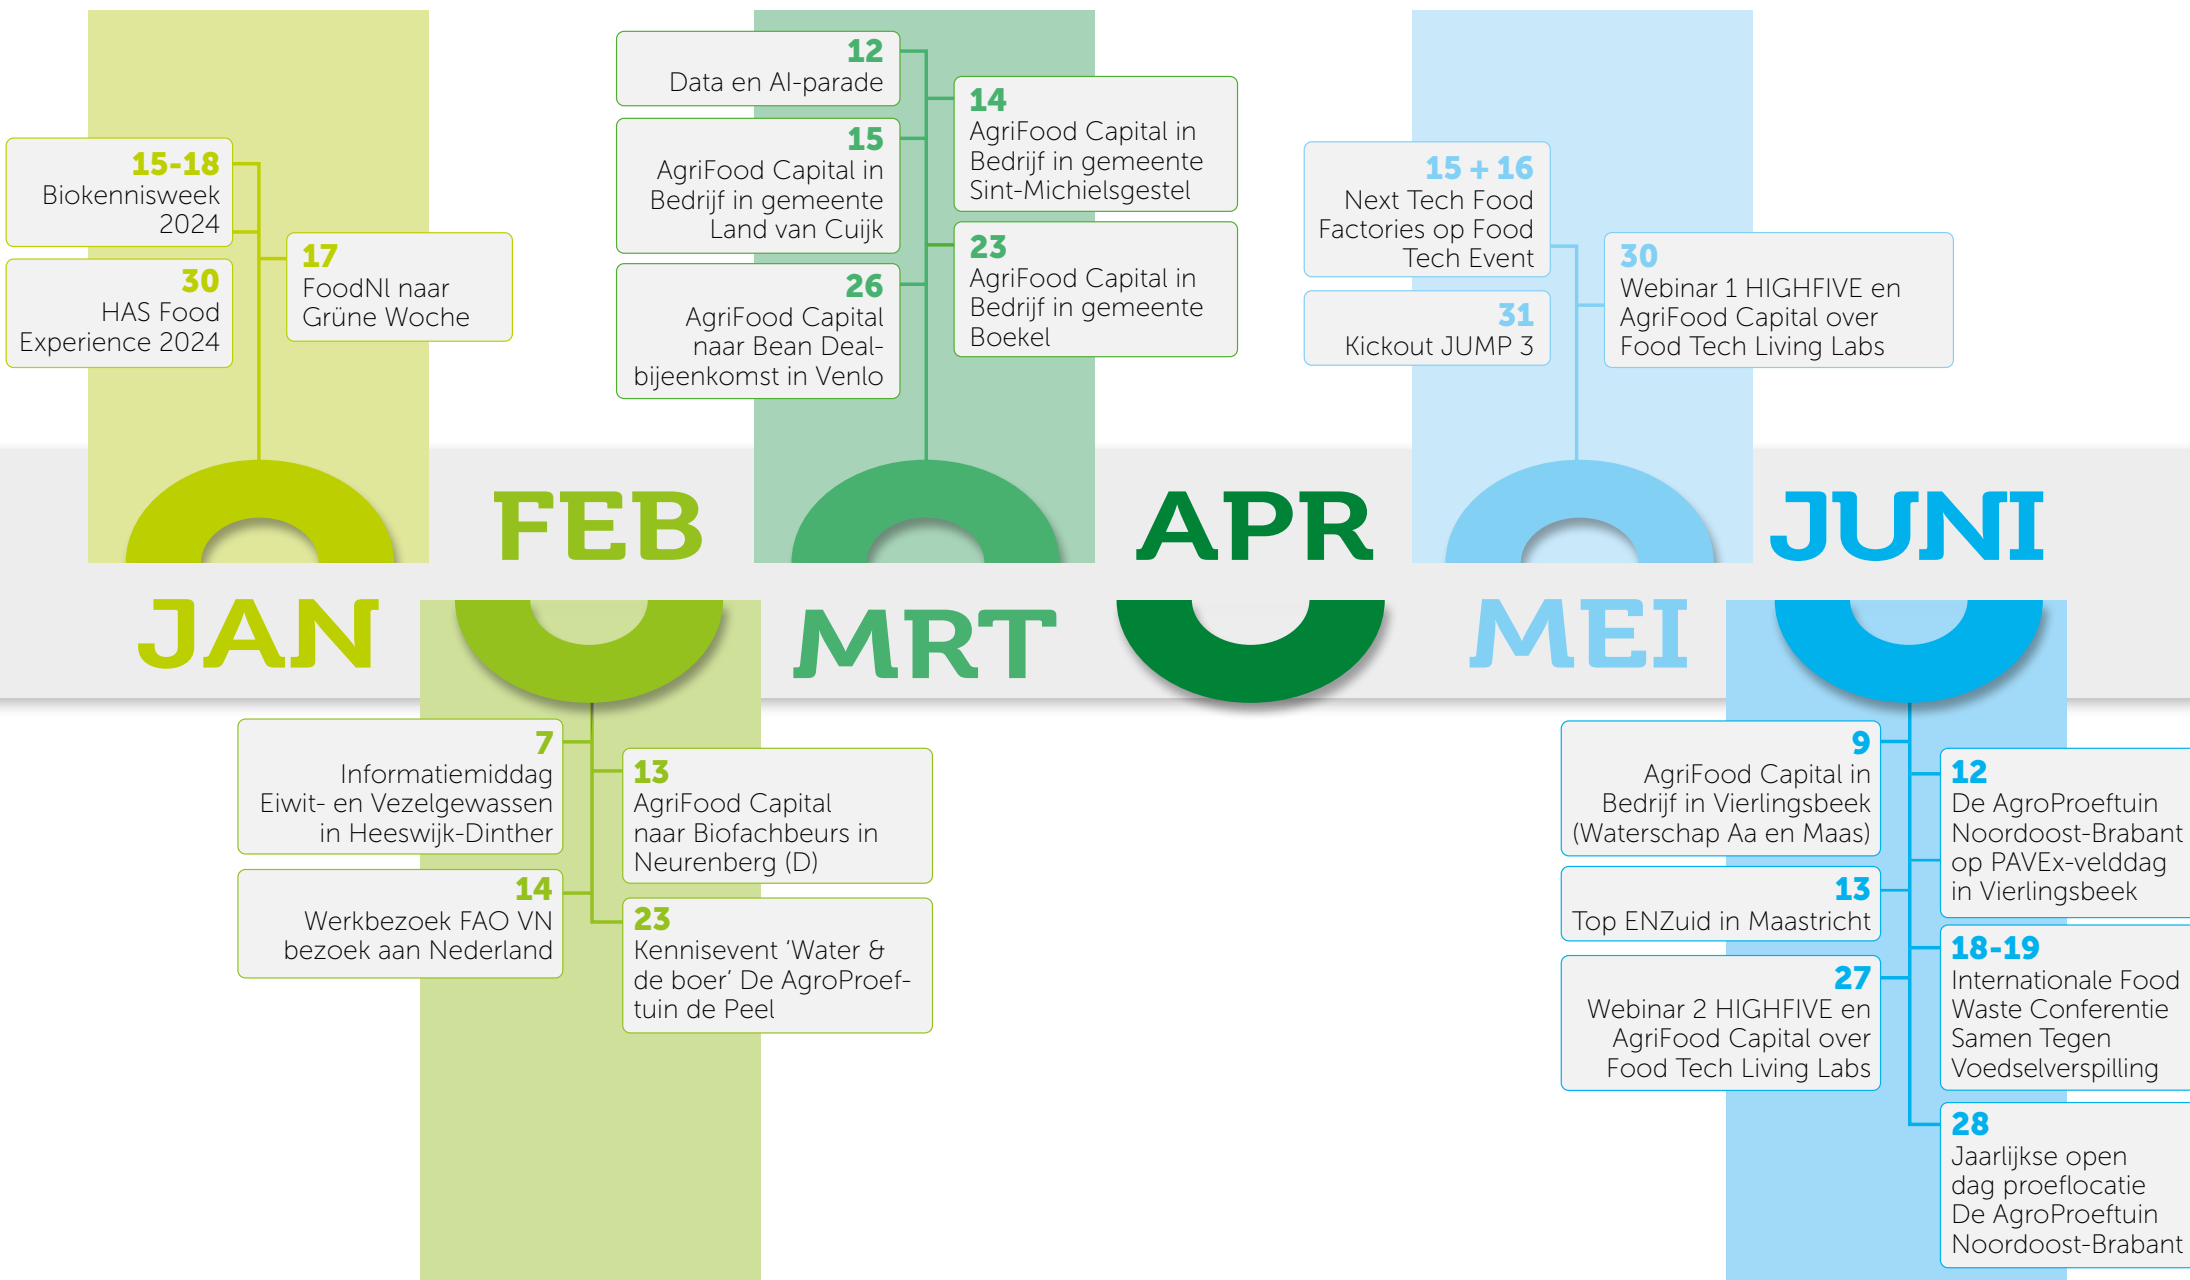 15-18
Biokennisweek
2024
17
FoodNl naar
Grüne Woche
30
HAS Food
Experience 2024
JAN
FEB
7
Informatiemiddag
Eiwit- en Vezelgewassen
in Heeswijk-Dinther
13
AgriFood Capital
naar Biofachbeurs in
Neurenberg (D)
14
Werkbezoek FAO VN
bezoek aan Nederland
23
Kennisevent ‘Water &
de boer’ De AgroProef-
tuin de Peel
12
Data en AI-parade
14
AgriFood Capital in
Bedrijf in gemeente
Sint-Michielsgestel
15
AgriFood Capital in
Bedrijf in gemeente
Land van Cuijk
23
AgriFood Capital in
Bedrijf in gemeente
Boekel
26
AgriFood Capital
naar Bean Deal-
bijeenkomst in Venlo
MRT
APR
15 + 16
Next Tech Food
Factories op Food
Tech Event
30
Webinar 1 HIGHFIVE en
AgriFood Capital over
Food Tech Living Labs
31
Kickout JUMP 3
MEI
JUNI
9
AgriFood Capital in
Bedrijf in Vierlingsbeek
(Waterschap Aa en Maas)
12
De AgroProeftuin
Noordoost-Brabant
op PAVEx-velddag
in Vierlingsbeek
13
Top ENZuid in Maastricht
18-19
Internationale Food
Waste Conferentie
Samen Tegen
Voedselverspilling
27
Webinar 2 HIGHFIVE en
AgriFood Capital over
Food Tech Living Labs
28
Jaarlijkse open
dag proeflocatie
De AgroProeftuin
Noordoost-Brabant